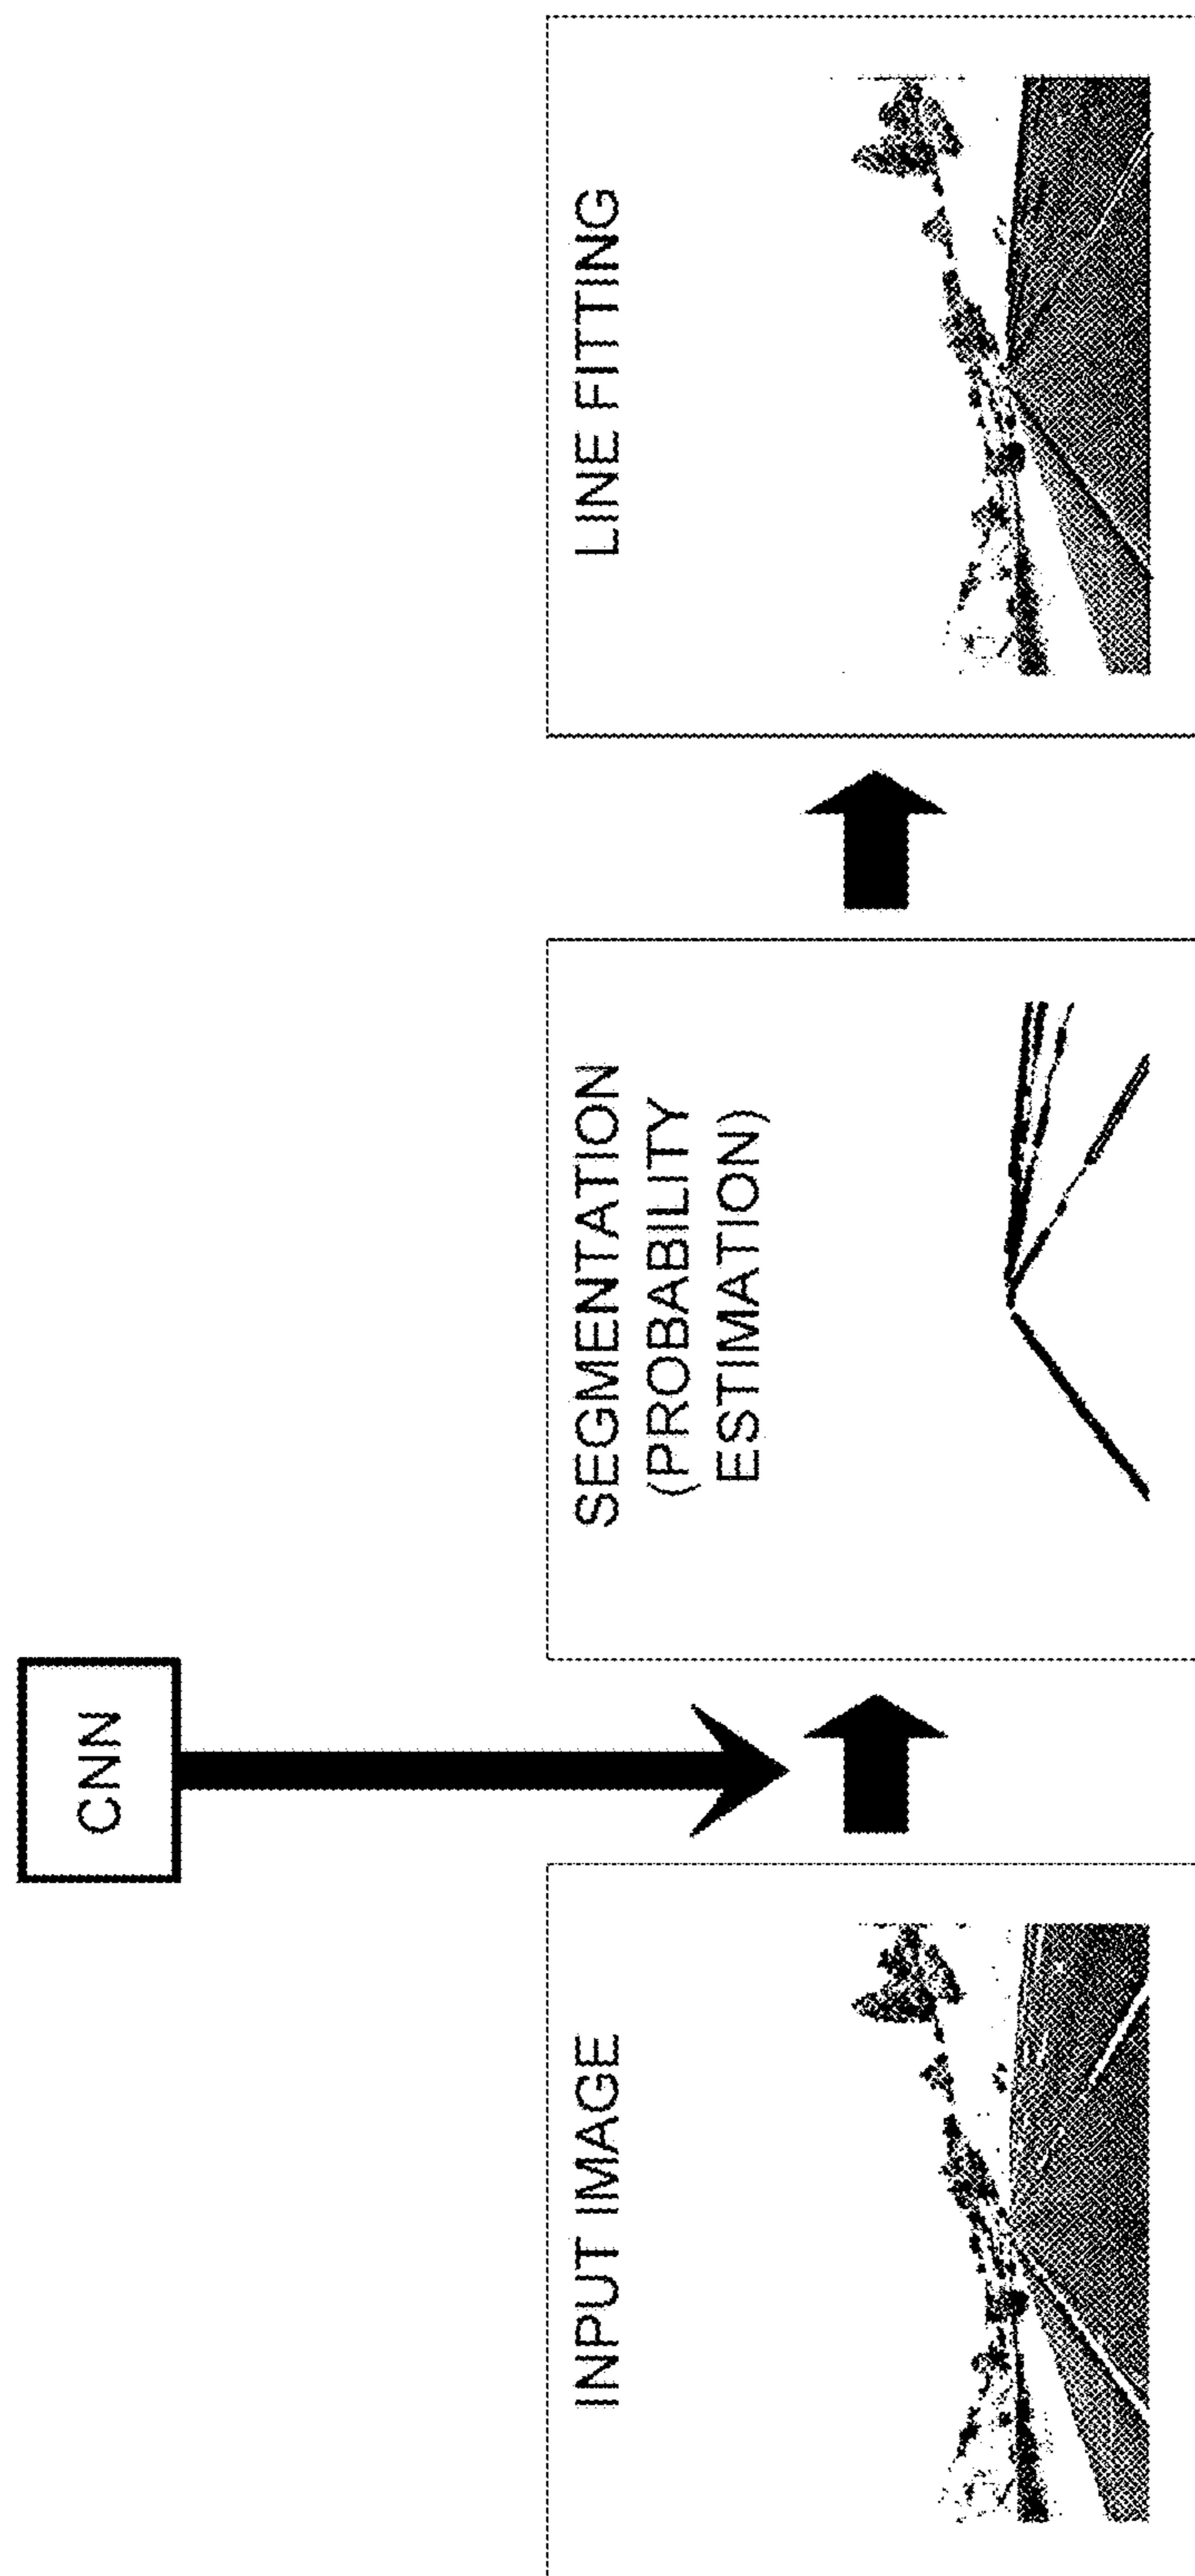 CNN
INPUT IMAGE
SEGMENTATION
(PROBABILITY
ESTIMATION)
LINE FITTING